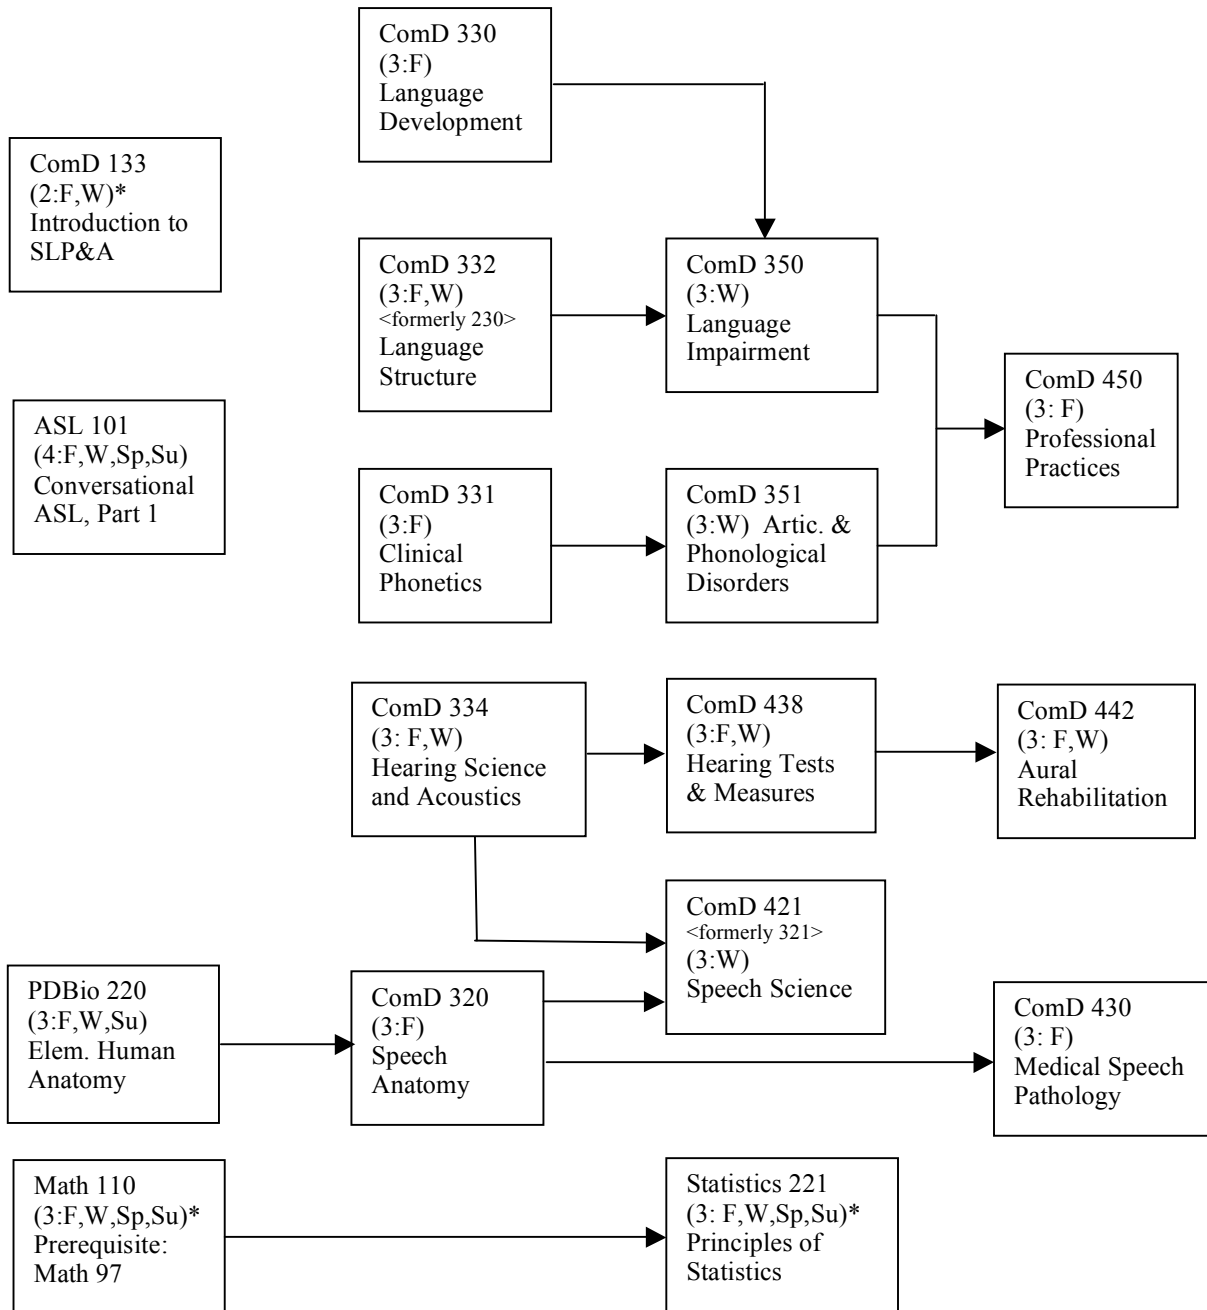 ComD 330
(3:F)
Language
Development
ComD 133
(2:F,W)*
Introduction to
SLP&A
ComD 332
(3:F,W)
<formerly 230>
Language
Structure
ComD 350
(3:W)
Language
Impairment
ComD 450
(3: F)
Professional
Practices
ASL 101
(4:F,W,Sp,Su)
Conversational
ASL, Part 1
ComD 331
(3:F)
Clinical
Phonetics
ComD 351
(3:W) Artic. &
Phonological
Disorders
ComD 334
(3: F,W)
Hearing Science
and Acoustics
ComD 438
(3:F,W)
Hearing Tests
& Measures
ComD 442
(3: F,W)
Aural
Rehabilitation
ComD 421
<formerly 321>
(3:W)
Speech Science
PDBio 220
(3:F,W,Su)
Elem. Human
Anatomy
ComD 320
(3:F)
Speech
Anatomy
ComD 430
(3: F)
Medical Speech
Pathology
Math 110
(3:F,W,Sp,Su)*
Prerequisite:
Math 97
Statistics 221
(3: F,W,Sp,Su)*
Principles of
Statistics